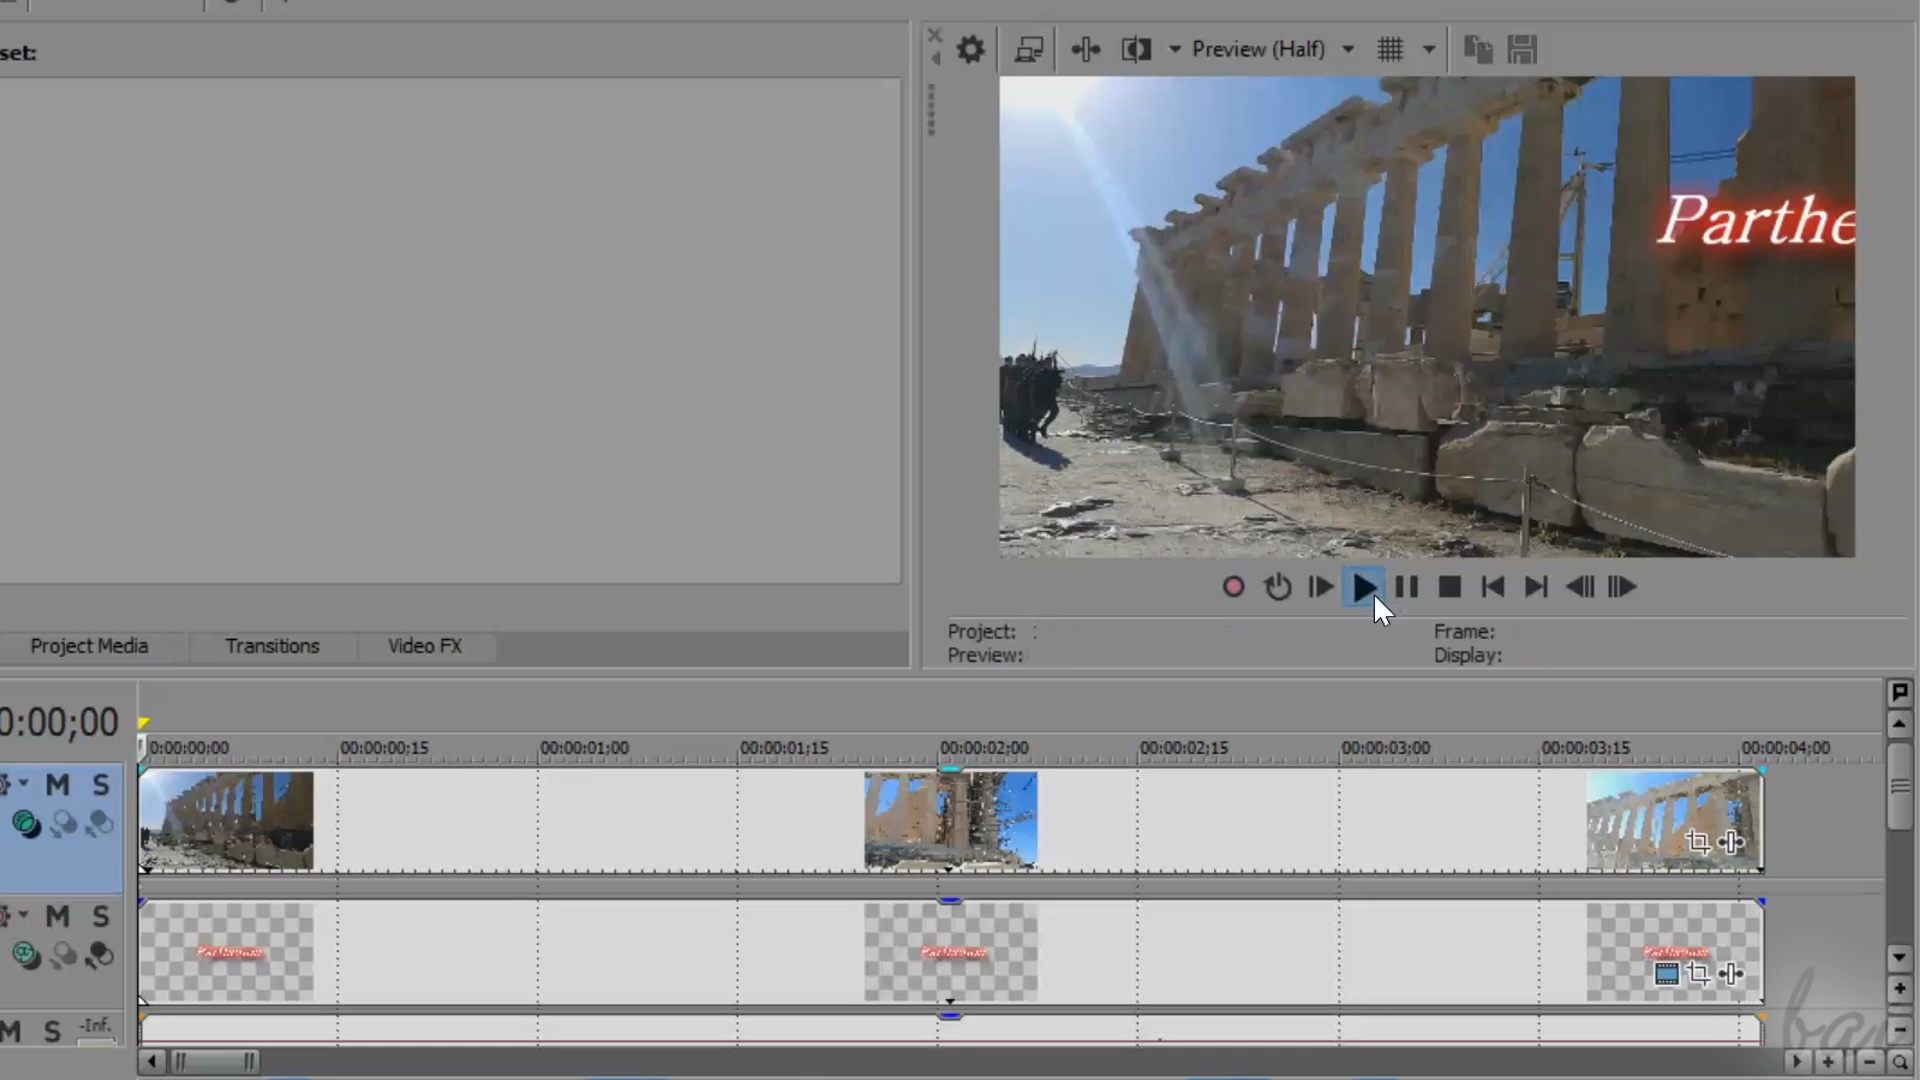 set:
Preview (Half)
Parthe
Project: :
Frame:
Preview:
Display:
Project Media
Transitions
Video FX
0:00;00
0:00:00;00
00:00:00;15
00:00:01;00
00:00:01;15
00:00:02;00
00:00:02;15
00:00:03;00
00:00:03;15
00:00:04;00
M S
M S
M S -Inf.